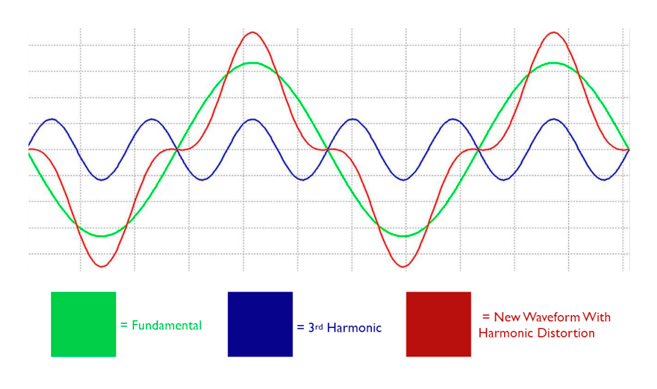 = Fundamental
= 3rd Harmonic
= New Waveform With
Harmonic Distortion